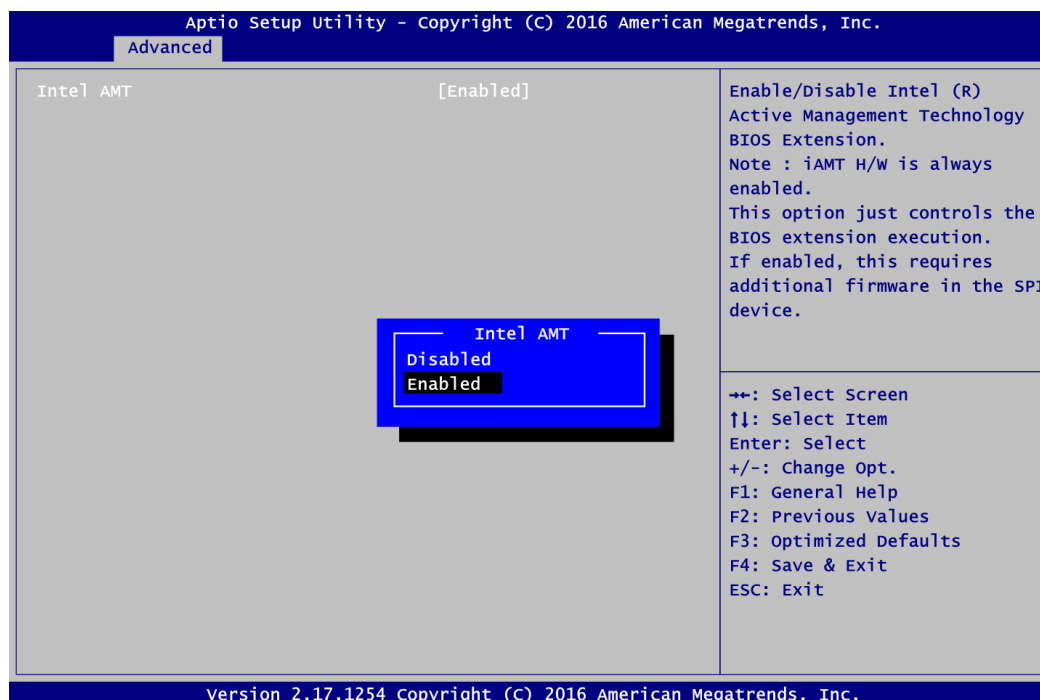 Aptio Setup Utility - Copyright (C) 2016 American Megatrends, Inc.
Advanced
Intel AMT [Enabled]
Intel AMT
Disabled
Enabled
Enable/Disable Intel (R)
Active Management Technology
BIOS Extension.
Note : iAMT H/W is always
enabled.
This option just controls the
BIOS extension execution.
If enabled, this requires
additional firmware in the SPI
device.
→←: Select Screen
↑↓: Select Item
Enter: Select
+/-: Change Opt.
F1: General Help
F2: Previous Values
F3: Optimized Defaults
F4: Save & Exit
ESC: Exit
Version 2.17.1254 Copyright (C) 2016 American Megatrends, Inc.